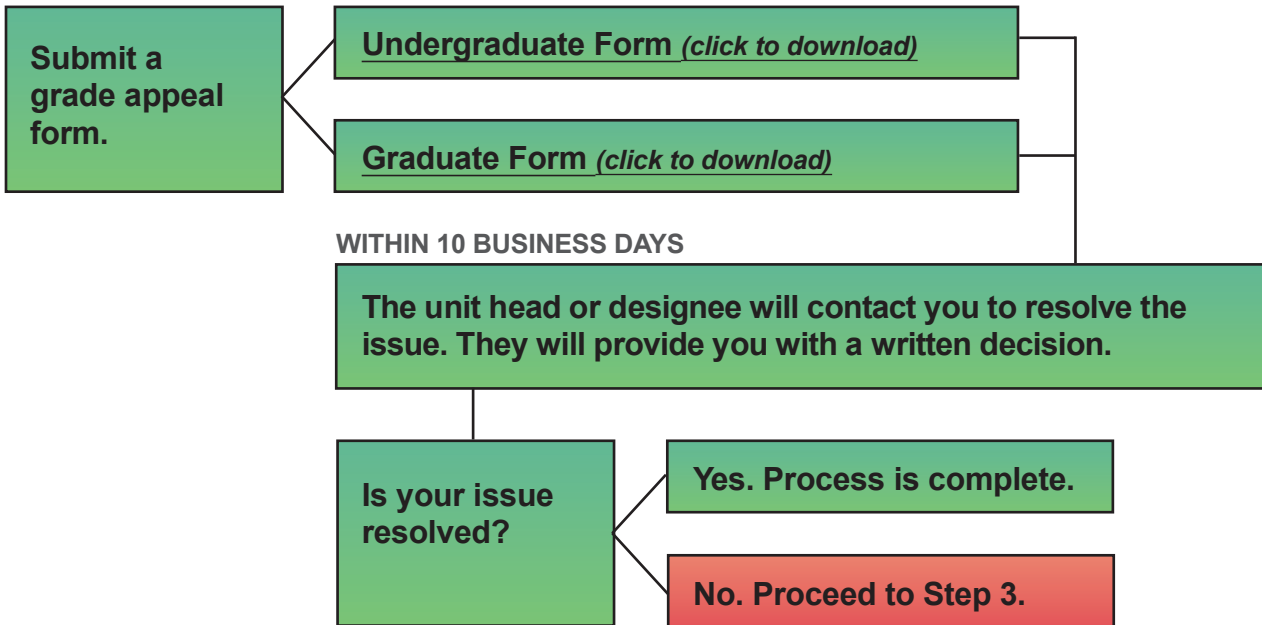 Submit a
grade appeal
form.
Undergraduate Form (click to download)
Graduate Form (click to download)
WITHIN 10 BUSINESS DAYS
The unit head or designee will contact you to resolve the
issue. They will provide you with a written decision.
Is your issue
resolved?
Yes. Process is complete.
No. Proceed to Step 3.